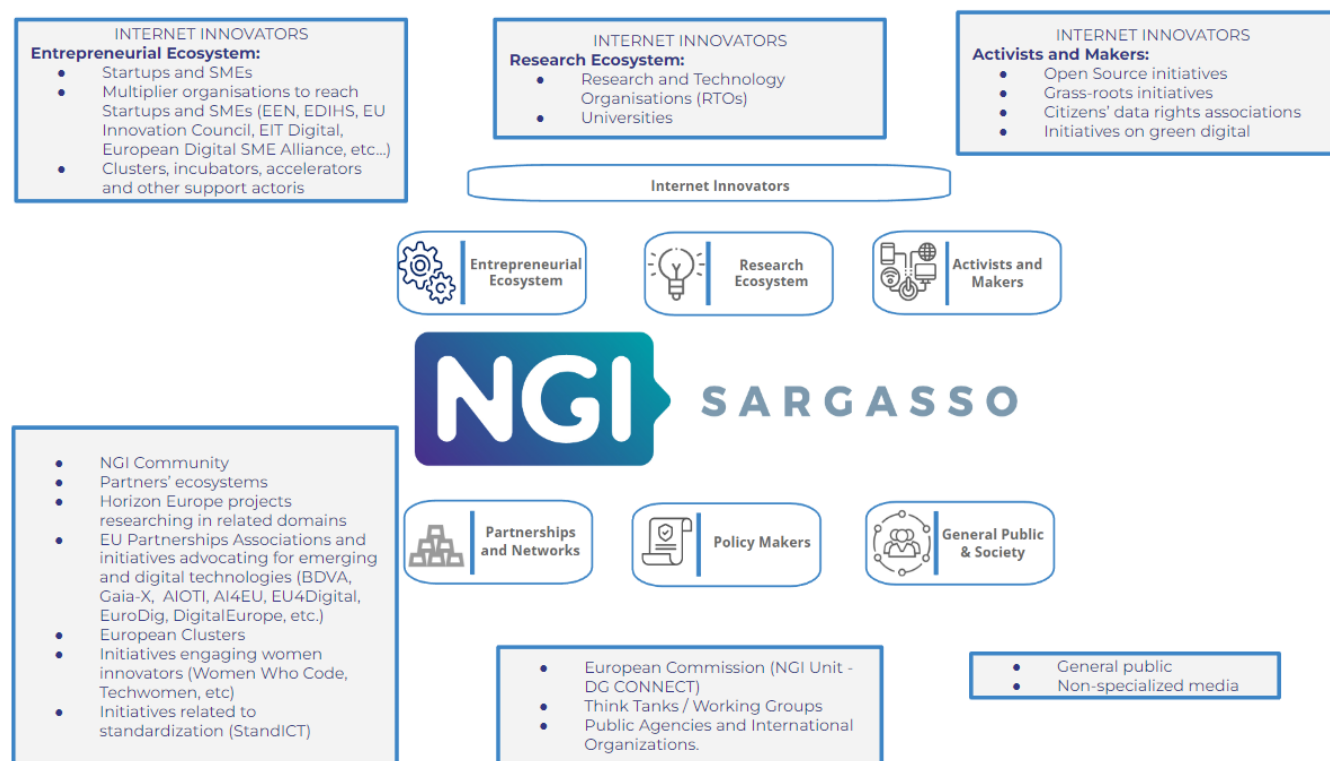 INTERNET INNOVATORS
Entrepreneurial Ecosystem:
● Startups and SMEs
● Multiplier organisations to reach
Startups and SMEs (EEN, EDIHS, EU
Innovation Council, EIT Digital,
European Digital SME Alliance, etc...)
● Clusters, incubators, accelerators
and other support actoris
INTERNET INNOVATORS
Research Ecosystem:
● Research and Technology
Organisations (RTOs)
● Universities
INTERNET INNOVATORS
Activists and Makers:
● Open Source initiatives
● Grass-roots initiatives
● Citizens’ data rights associations
● Initiatives on green digital
Internet Innovators
Entrepreneurial
Ecosystem
Research
Ecosystem
Activists and
Makers
NGI SARGASSO
● NGI Community
● Partners’ ecosystems
● Horizon Europe projects
researching in related domains
● EU Partnerships Associations and
initiatives advocating for emerging
and digital technologies (BDVA,
Gaia-X, AIOTI, AI4EU, EU4Digital,
EuroDig, DigitalEurope, etc.)
● European Clusters
● Initiatives engaging women
innovators (Women Who Code,
Techwomen, etc)
● Initiatives related to
standardization (StandICT)
Partnerships
and Networks
Policy Makers
General Public
& Society
● European Commission (NGI Unit -
DG CONNECT)
● Think Tanks / Working Groups
● Public Agencies and International
Organizations.
● General public
● Non-specialized media